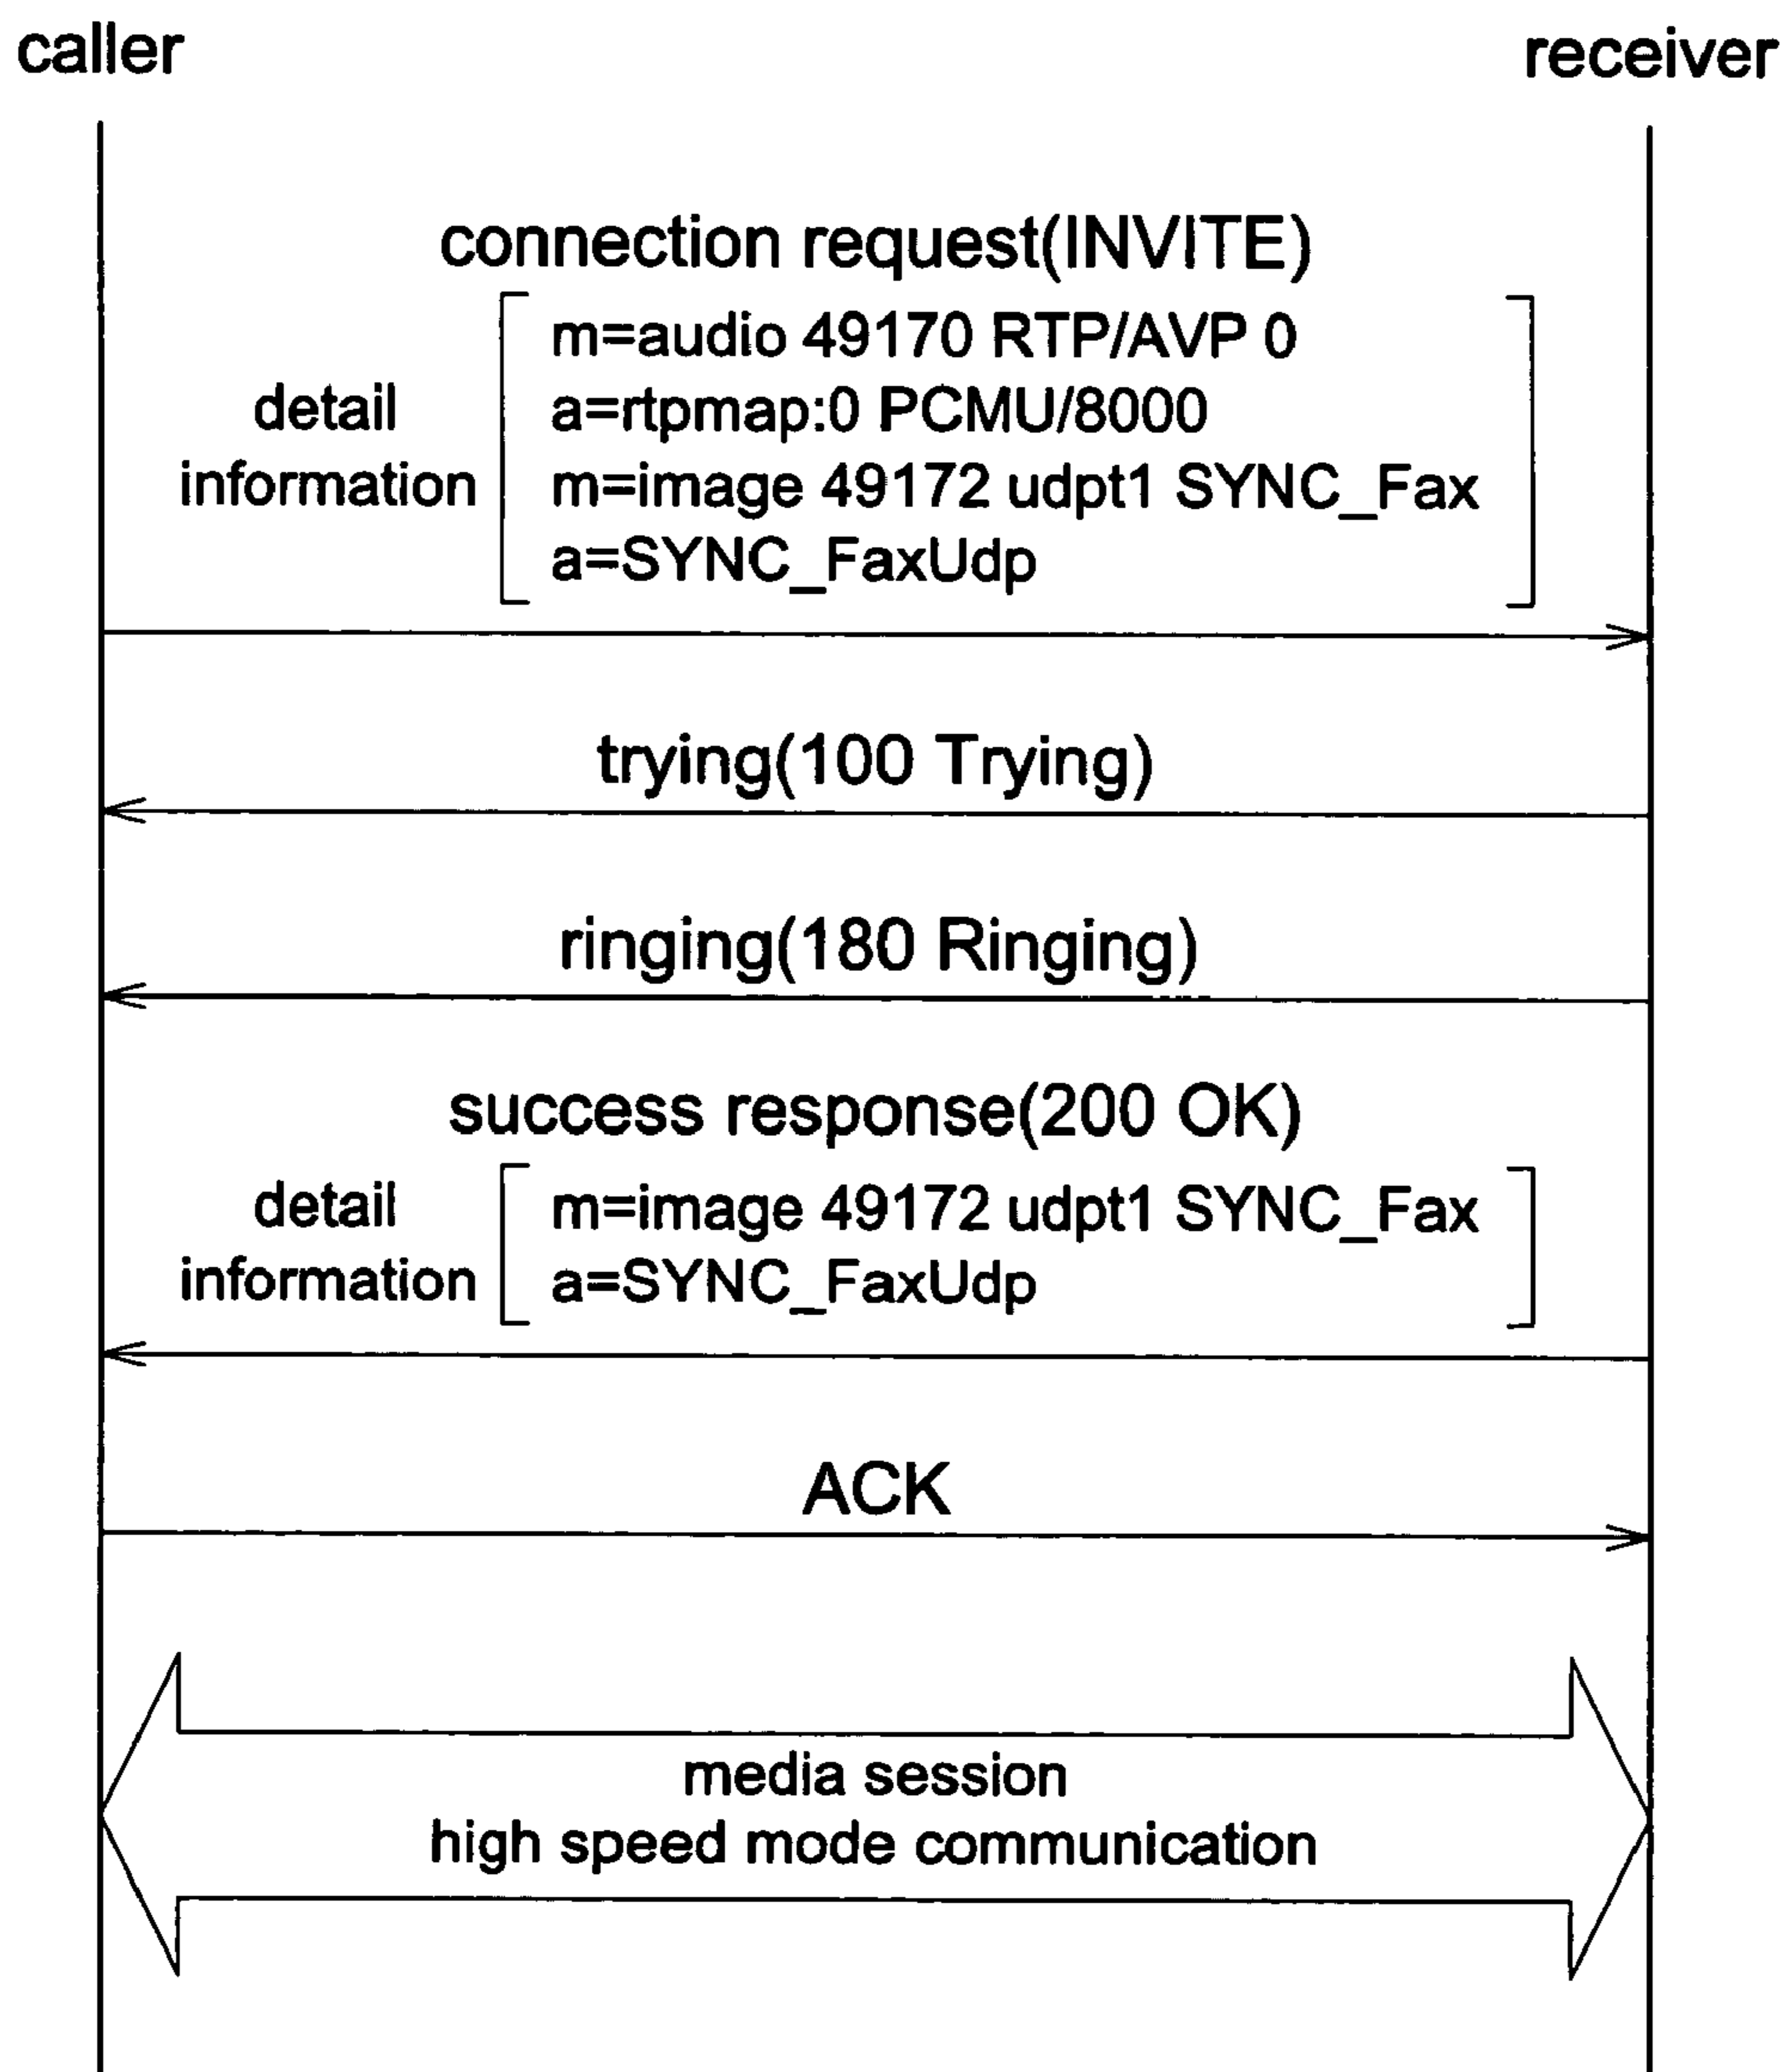 caller
receiver
connection request(INVITE)
detail
information
m=audio 49170 RTP/AVP 0
a=rtpmap:0 PCMU/8000
m=image 49172 udpt1 SYNC_Fax
a=SYNC_FaxUdp
trying(100 Trying)
ringing(180 Ringing)
success response(200 OK)
detail
information
m=image 49172 udpt1 SYNC_Fax
a=SYNC_FaxUdp
ACK
media session
high speed mode communication